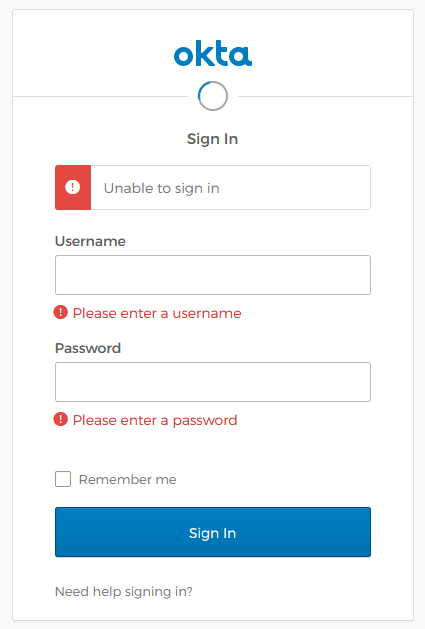 okta
Sign In
Unable to sign in
Username
Please enter a username
Password
Please enter a password
Remember me
Sign In
Need help signing in?